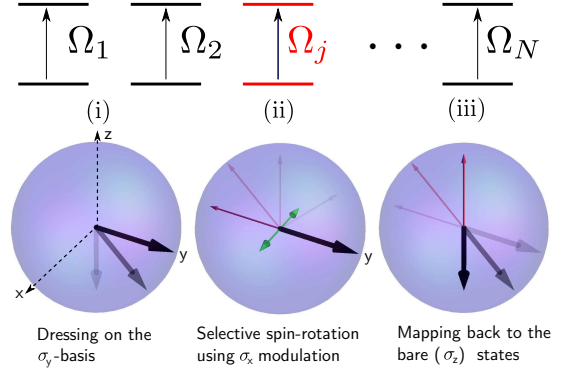 Ω1 Ω2 Ωj · · · ΩN
(i) (ii) (iii)
z
y
x
y
Dressing on the Selective spin-rotation Mapping back to the
σy-basis using σx modulation bare (σz) states